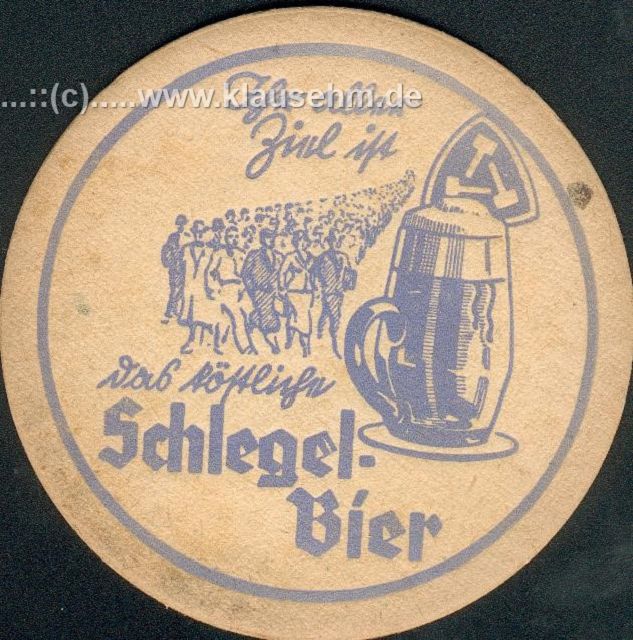 ...::(c).....www.klausehm.de
Ziel ist
das köstliche
Schlegel-
Bier